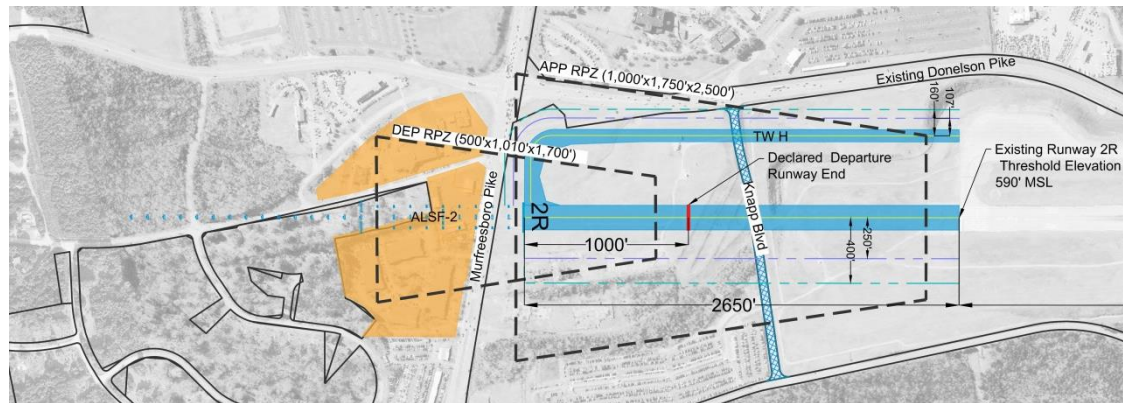 APP RPZ (1,000'x1,750'x2,500')
Existing Donelson Pike
160'
107'
DEP RPZ (500'x1,010'x1,700')
TW H
Declared Departure
Runway End
Existing Runway 2R
Threshold Elevation
590' MSL
Murfreesboro Pike
Knapp Blvd
ALSF-2
2R
1000'
400'
250'
2650'